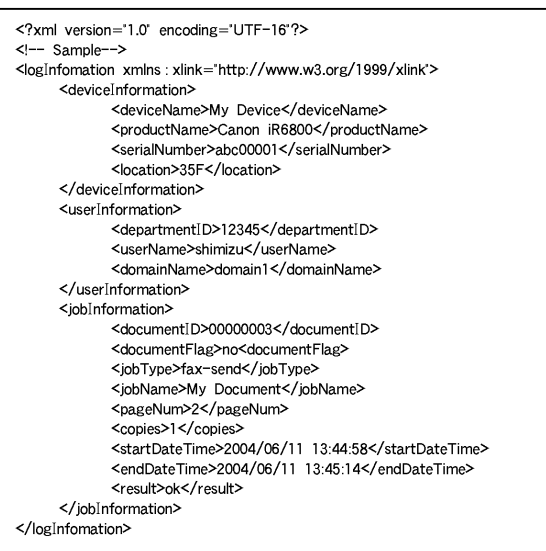 <?xml version="1.0" encoding="UTF-16"?>
<!-- Sample-->
<logInfomation xmlns : xlink="http://www.w3.org/1999/xlink">
<deviceInformation>
<deviceName>My Device</deviceName>
<productName>Canon iR6800</productName>
<serialNumber>abc00001</serialNumber>
<location>35F</location>
</deviceInformation>
<userInformation>
<departmentID>12345</departmentID>
<userName>shimizu</userName>
<domainName>domain1</domainName>
</userInformation>
<jobInformation>
<documentID>00000003</documentID>
<documentFlag>no<documentFlag>
<jobType>fax-send</jobType>
<jobName>My Document</jobName>
<pageNum>2</pageNum>
<copies>1</copies>
<startDateTime>2004/06/11 13:44:58</startDateTime>
<endDateTime>2004/06/11 13:45:14</endDateTime>
<result>ok</result>
</jobInformation>
</logInfomation>